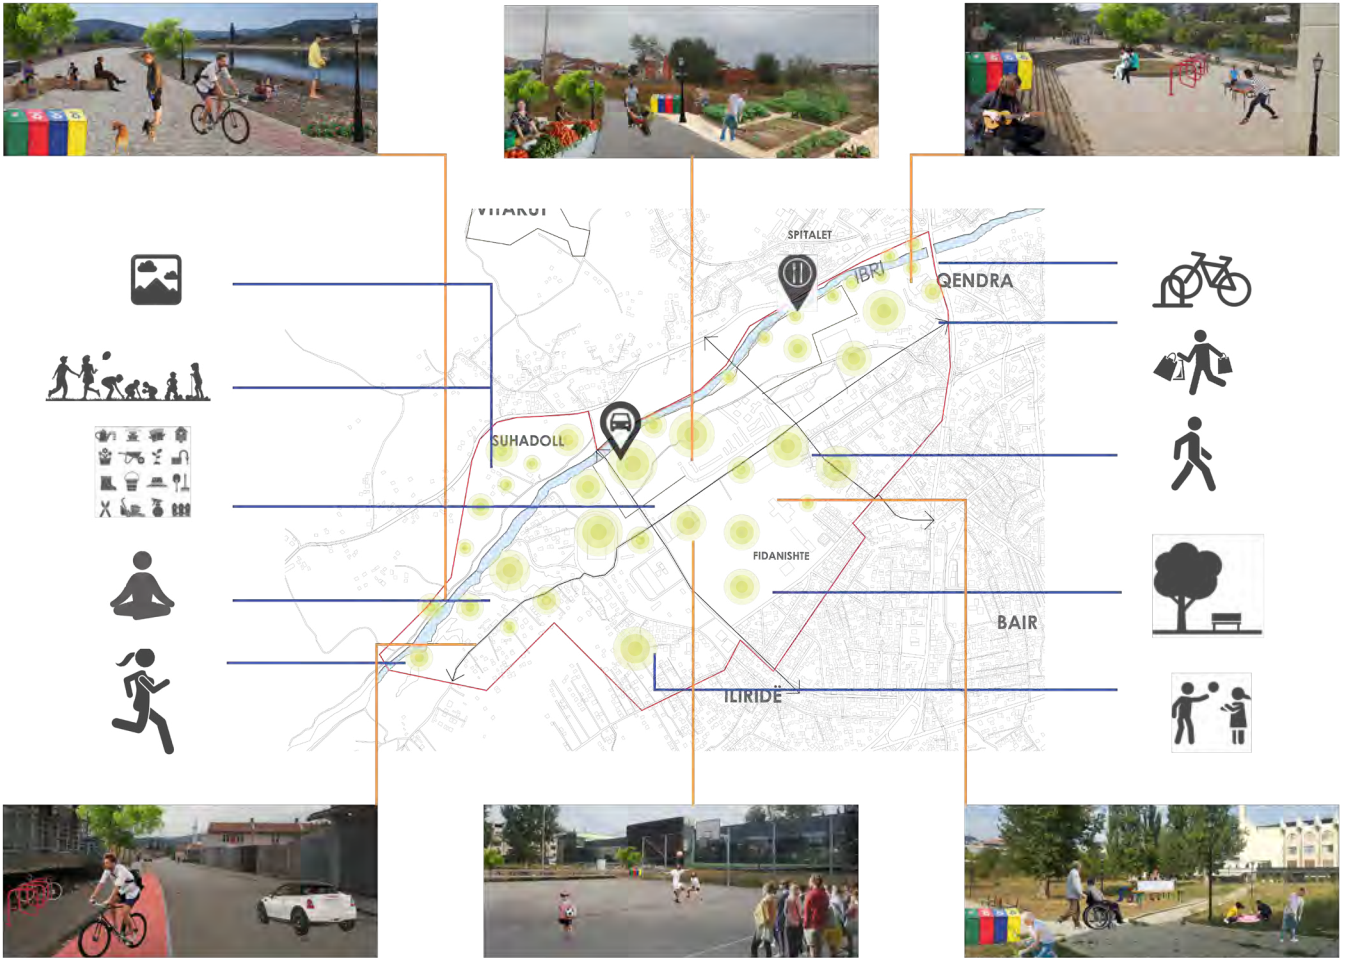 SPITALET
IBRI
QENDRA
SUHADOLL
FIDANISHTE
BAIR
ILIRIDË